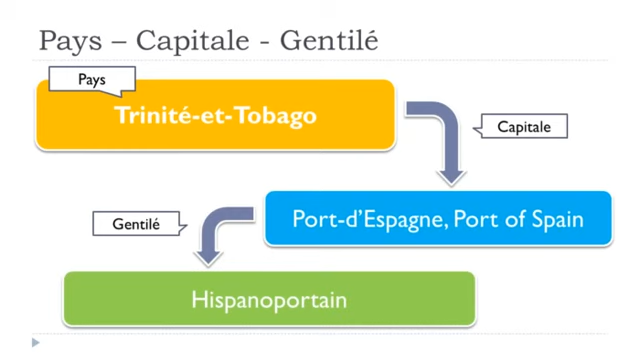 Pays – Capitale - Gentilé
Pays
Trinité-et-Tobago
Capitale
Port-d'Espagne, Port of Spain
Gentilé
Hispanoportain